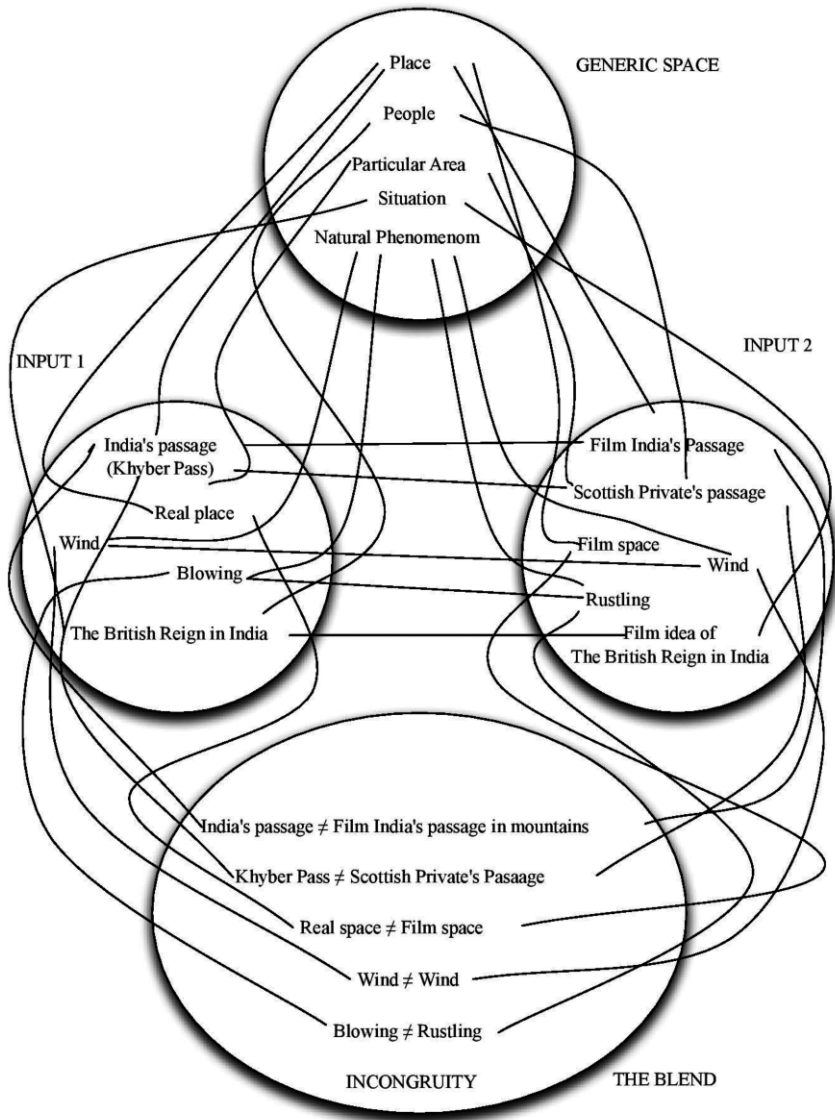 Place
GENERIC SPACE
People
Particular Area
Situation
Natural Phenomenom
INPUT 1
INPUT 2
India's passage
(Khyber Pass)
Real place
Wind
Blowing
The British Reign in India
Film India's Passage
Scottish Private's passage
Film space
Wind
Rustling
Film idea of
The British Reign in India
India's passage ≠ Film India's passage in mountains
Khyber Pass ≠ Scottish Private's Pasaage
Real space ≠ Film space
Wind ≠ Wind
Blowing ≠ Rustling
INCONGRUITY
THE BLEND